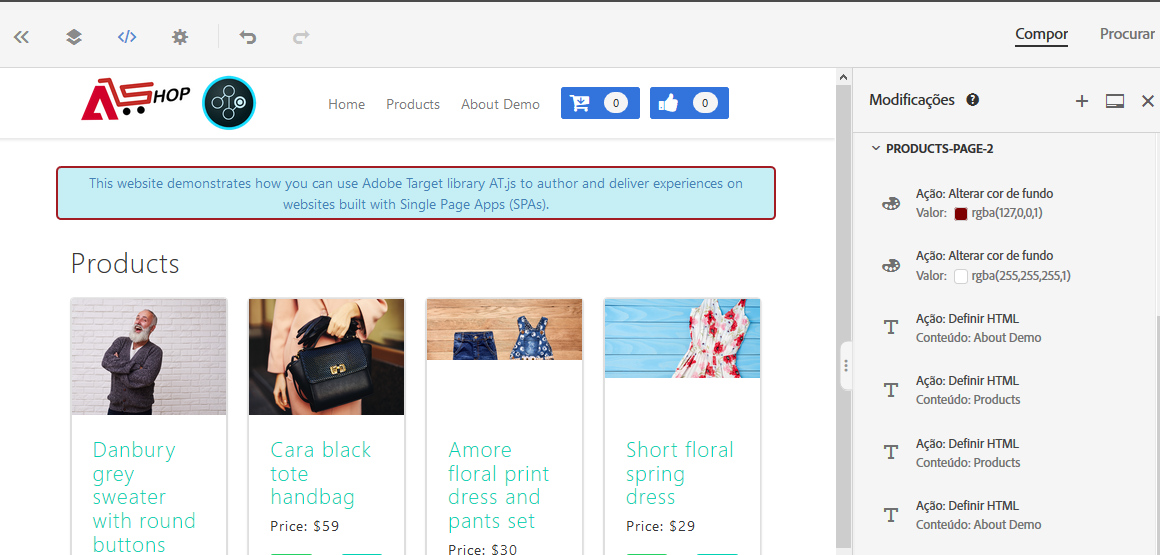 Compor Procurar
A SHOP
Home Products About Demo 0 0
This website demonstrates how you can use Adobe Target library AT.js to author and deliver experiences on
websites built with Single Page Apps (SPAs).
Products
Danbury
grey
sweater
with round
buttons
Cara black
tote
handbag
Price: $59
Amore
floral print
dress and
pants set
Price: $30
Short floral
spring
dress
Price: $29
Modificações
PRODUCTS-PAGE-2
Ação: Alterar cor de fundo
Valor: rgba(127,0,0,1)
Ação: Alterar cor de fundo
Valor: rgba(255,255,255,1)
Ação: Definir HTML
Conteúdo: About Demo
Ação: Definir HTML
Conteúdo: Products
Ação: Definir HTML
Conteúdo: Products
Ação: Definir HTML
Conteúdo: About Demo